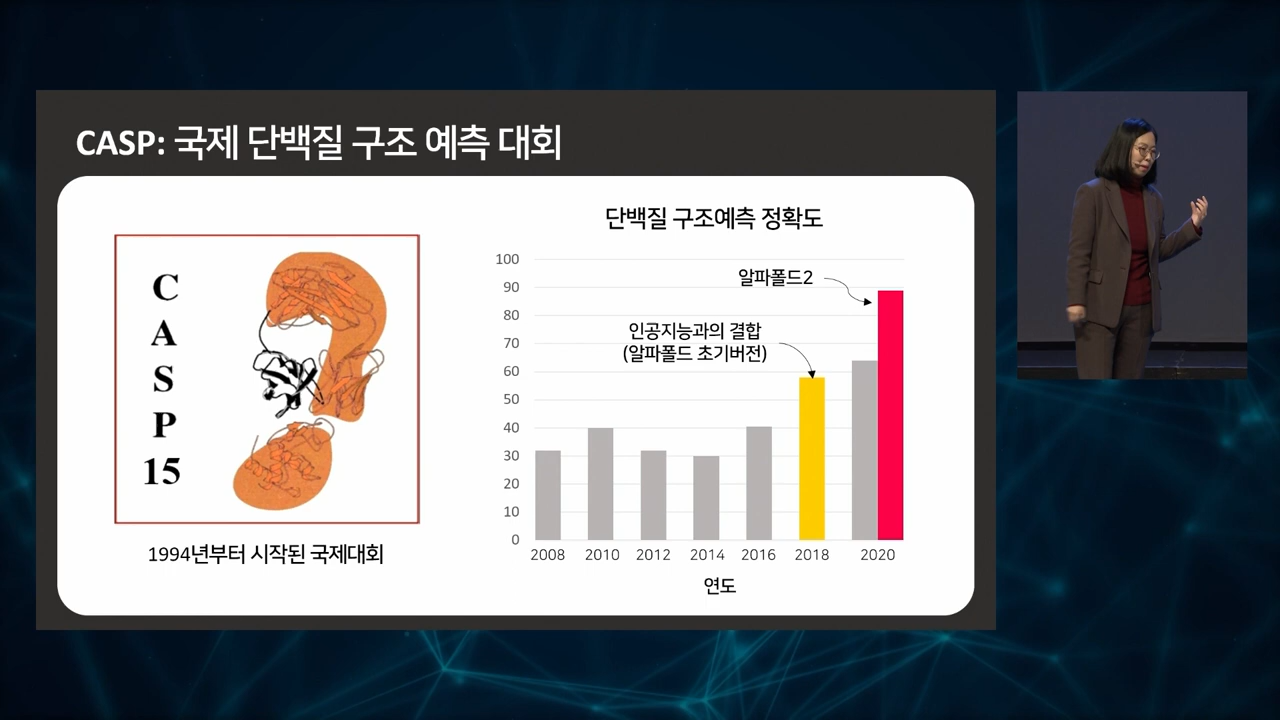 CASP: 국제 단백질 구조 예측 대회
C
A
S
P
15
1994년부터 시작된 국제대회
단백질 구조예측 정확도
100
90
80
70
60
50
40
30
20
10
0
알파폴드2
인공지능과의 결합
(알파폴드 초기버전)
2008 2010 2012 2014 2016 2018 2020
연도